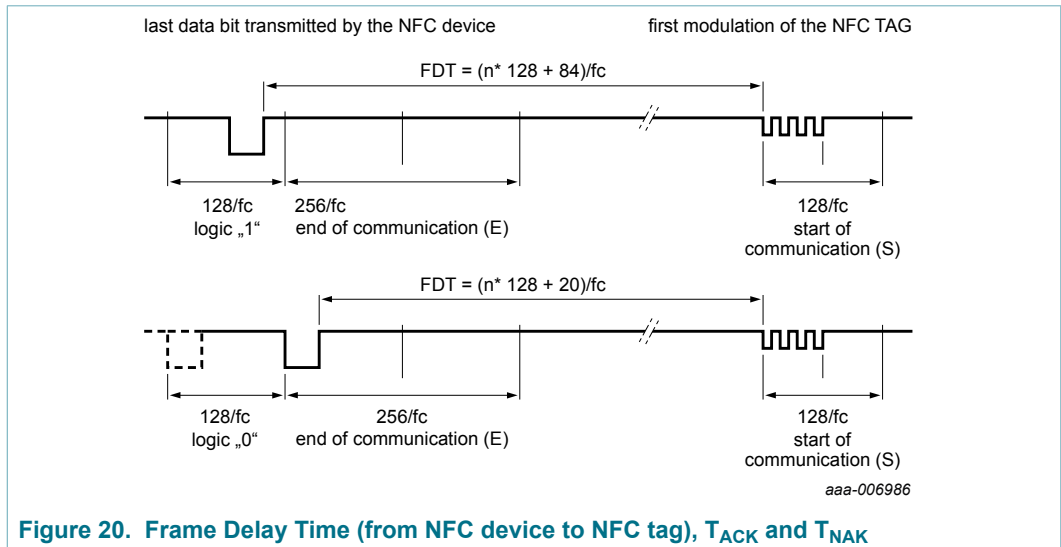 last data bit transmitted by the NFC device first modulation of the NFC TAG
FDT = (n* 128 + 84)/fc
128/fc 256/fc 128/fc
logic „1“ end of communication (E) start of
communication (S)
FDT = (n* 128 + 20)/fc
128/fc 256/fc 128/fc
logic „0“ end of communication (E) start of
communication (S)
aaa-006986
Figure 20. Frame Delay Time (from NFC device to NFC tag), TACK and TNAK